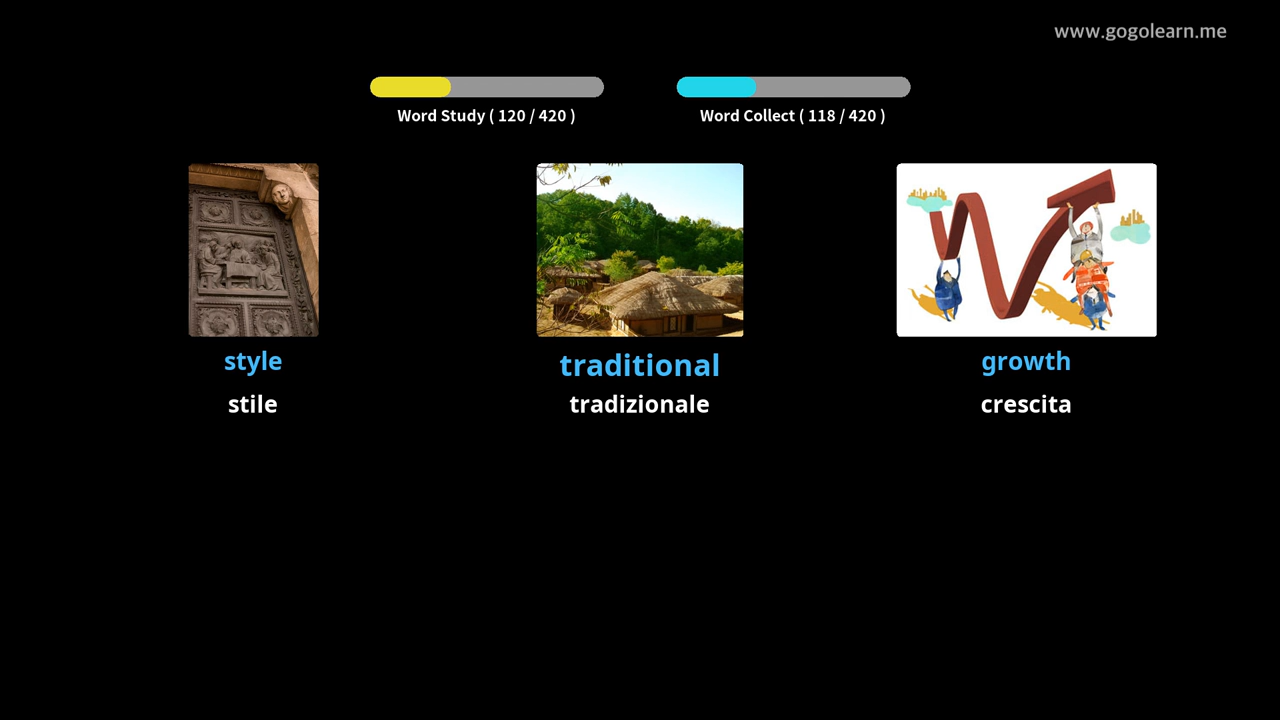 www.gogolearn.me
Word Study ( 120 / 420 )
Word Collect ( 118 / 420 )
style
traditional
growth
stile
tradizionale
crescita